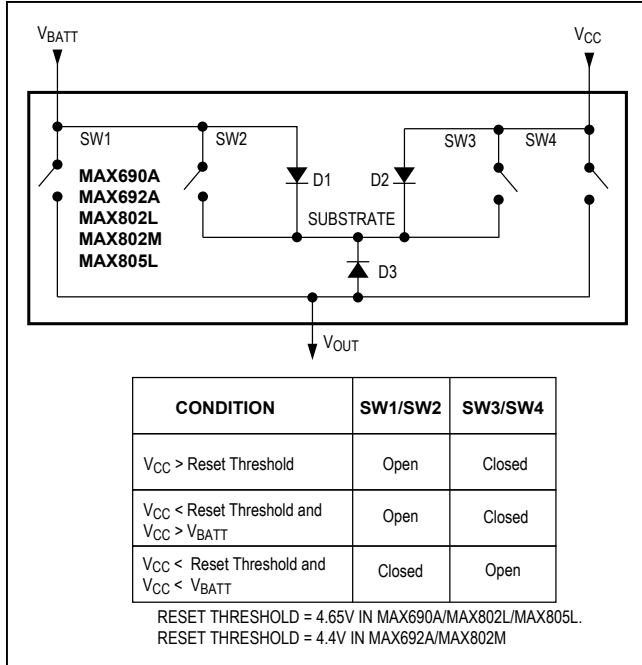 VBATT
VCC
SW1
SW2
SW3
SW4
MAX690A
MAX692A
MAX802L
MAX802M
MAX805L
D1
D2
SUBSTRATE
D3
VOUT
CONDITION SW1/SW2 SW3/SW4
VCC > Reset Threshold Open Closed
VCC < Reset Threshold and
VCC > VBATT Open Closed
VCC < Reset Threshold and
VCC < VBATT Closed Open
RESET THRESHOLD = 4.65V IN MAX690A/MAX802L/MAX805L.
RESET THRESHOLD = 4.4V IN MAX692A/MAX802M